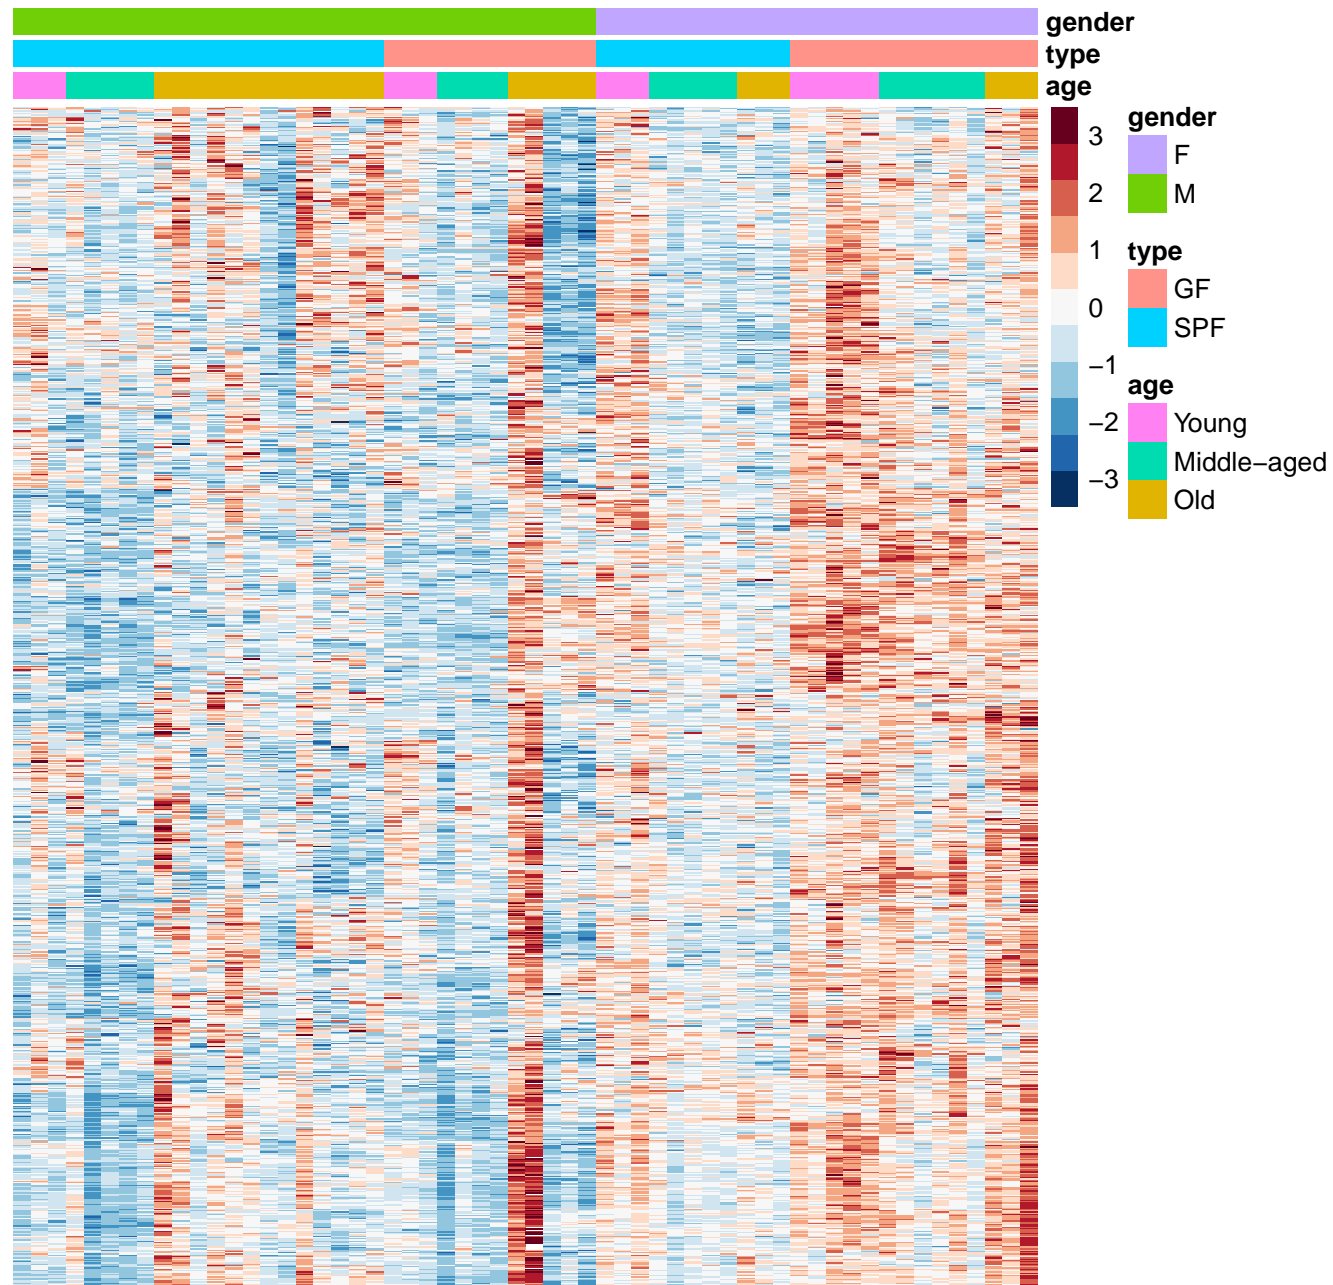 gender
type
age
3
2
1
0
−1
−2
−3
gender
F
M
type
GF
SPF
age
Young
Middle−aged
Old